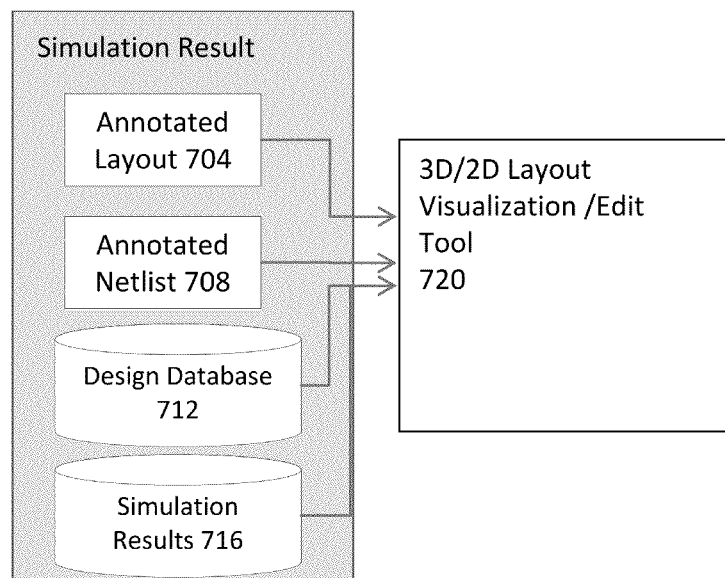 Simulation Result
Annotated
Layout 704
Annotated
Netlist 708
Design Database
712
Simulation
Results 716
3D/2D Layout
Visualization /Edit
Tool
720